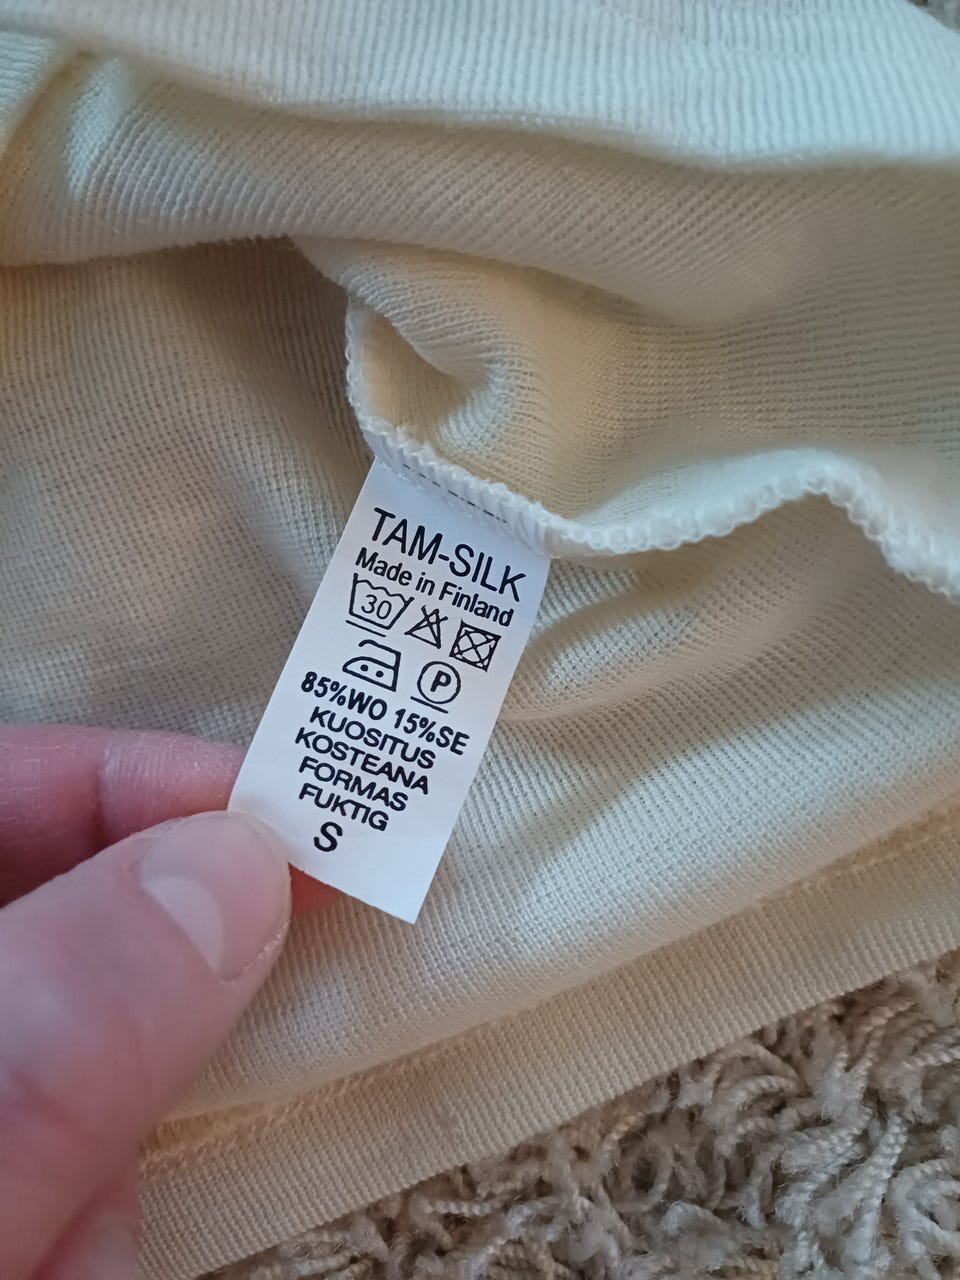 TAM-SILK
Made in Finland
30
P
85%WO 15%SE
KUOSITUS
KOSTEANA
FORMAS
FUKTIG
S